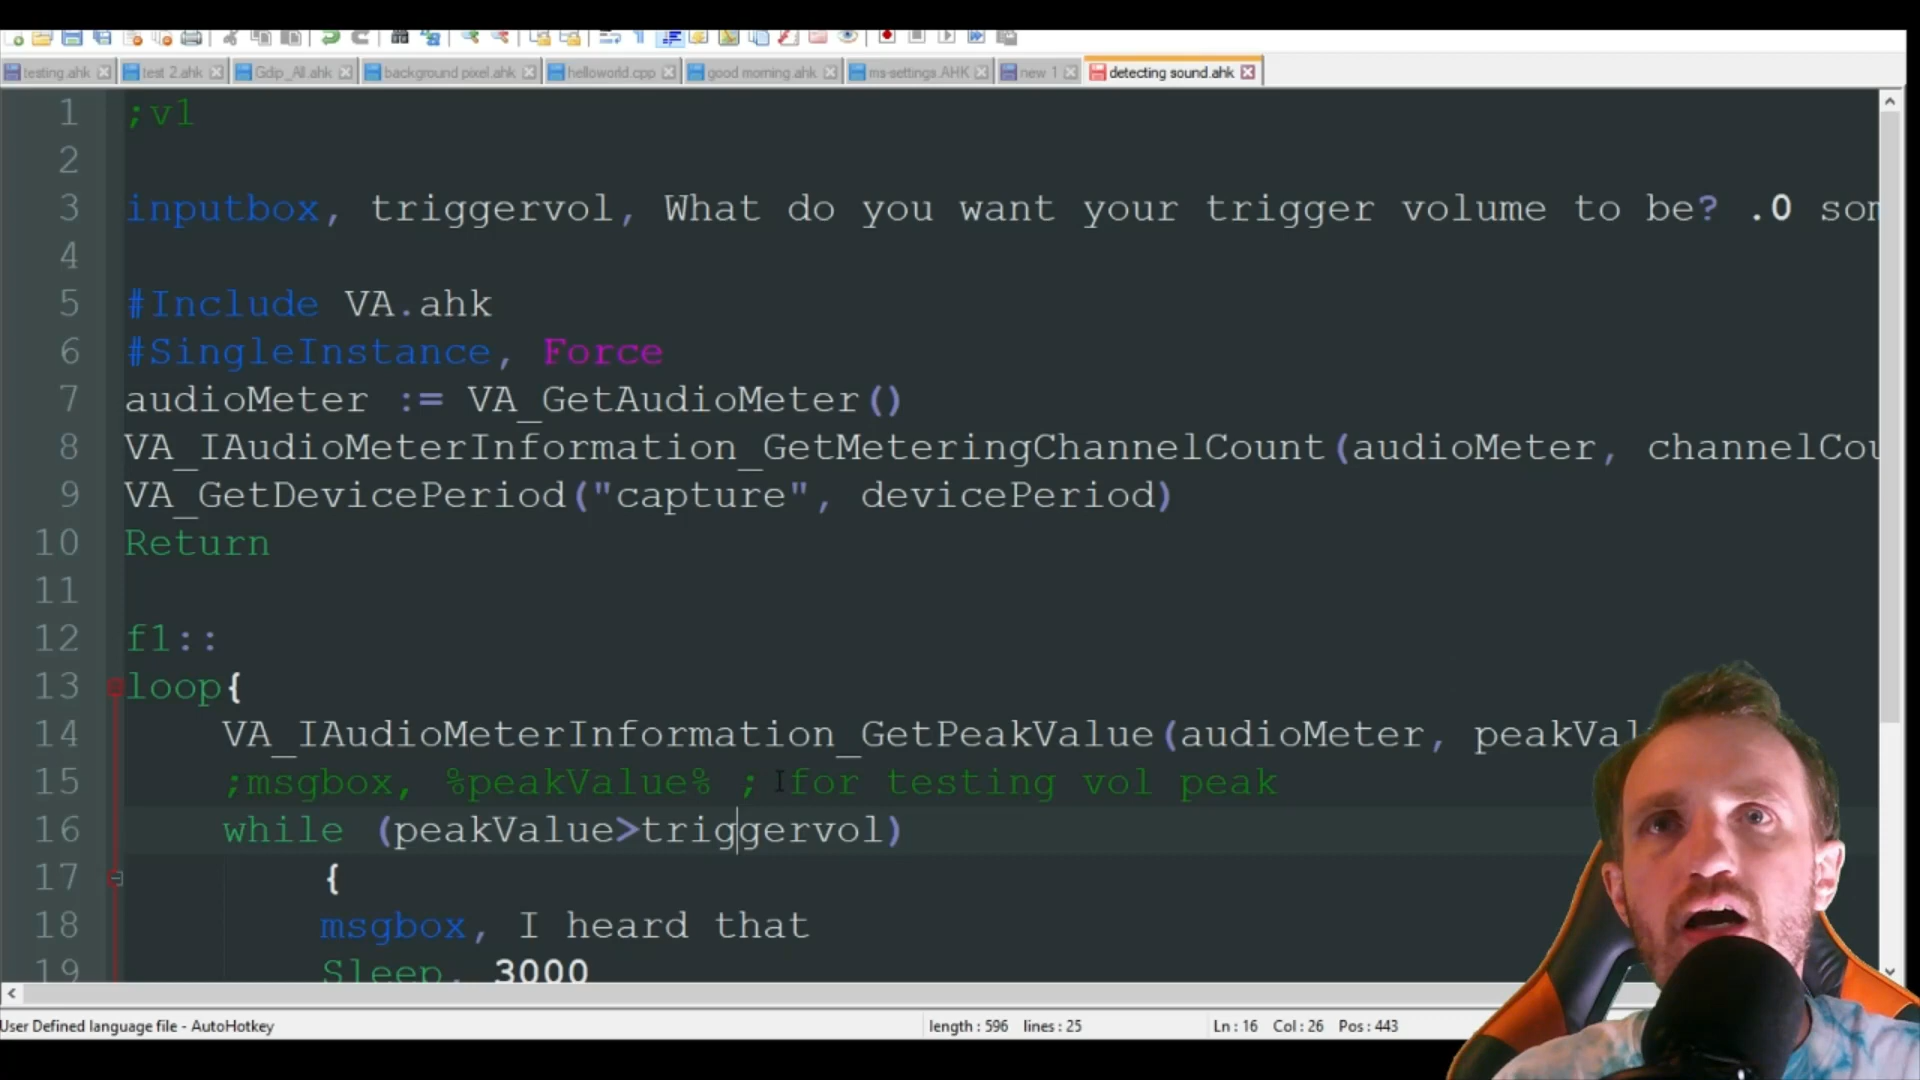 testing.ahk test 2.ahk Gdip_All.ahk background pixel.ahk helloworld.cpp good morning.ahk ms-settings.AHK new 1 detecting sound.ahk
1 ;v1
2
3 inputbox, triggervol, What do you want your trigger volume to be? .0 som
4
5 #Include VA.ahk
6 #SingleInstance, Force
7 audioMeter := VA_GetAudioMeter()
8 VA_IAudioMeterInformation_GetMeteringChannelCount(audioMeter, channelCou
9 VA_GetDevicePeriod("capture", devicePeriod)
10 Return
11
12 f1::
13 loop{
14 VA_IAudioMeterInformation_GetPeakValue(audioMeter, peakVal
15 ;msgbox, %peakValue% ; for testing vol peak
16 while (peakValue>triggervol)
17 {
18 msgbox, I heard that
19 Sleep, 3000
User Defined language file - AutoHotkey length : 596 lines : 25 Ln : 16 Col : 26 Pos : 443